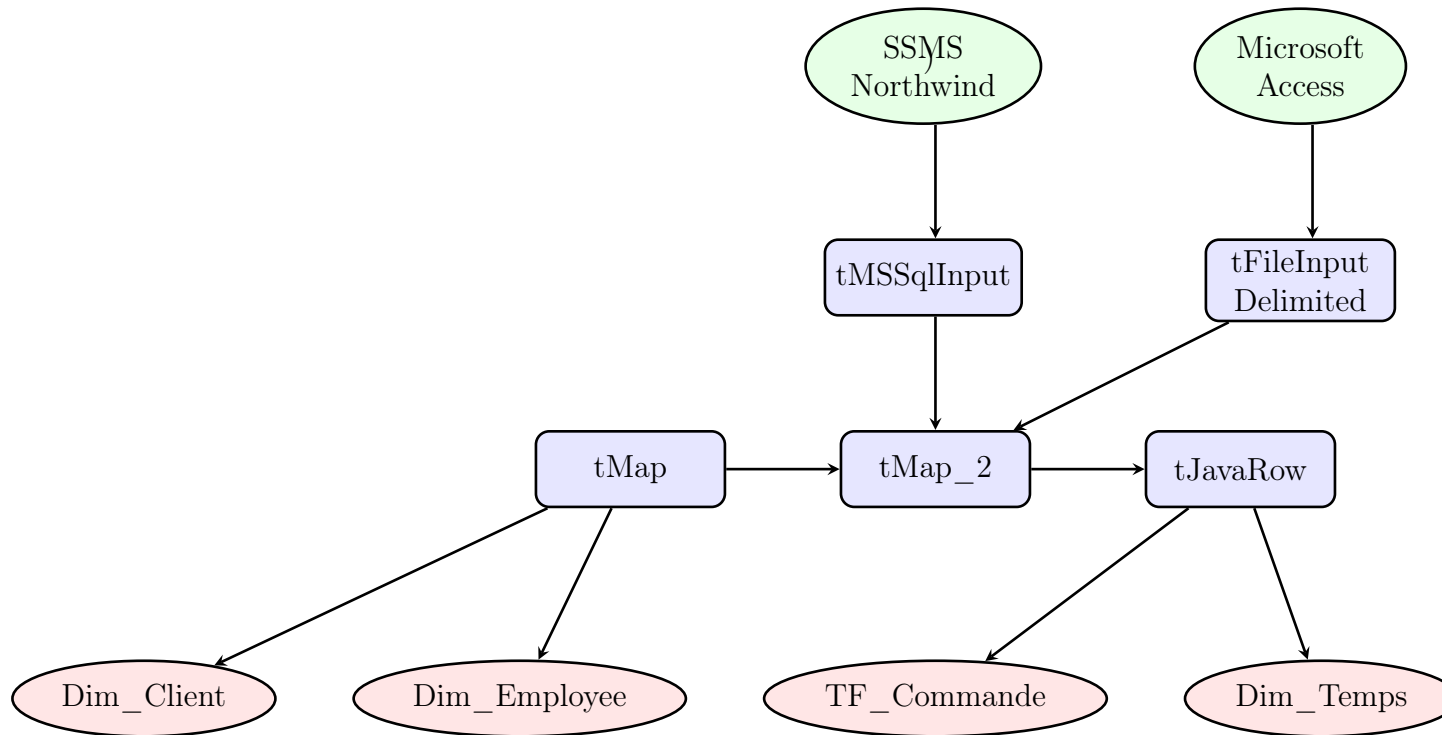 SSMS
Northwind
)
Microsoft
Access
tMSSqlInput
tFileInput
Delimited
tMap
tMap_2
tJavaRow
Dim_Client
Dim_Employee
TF_Commande
Dim_Temps